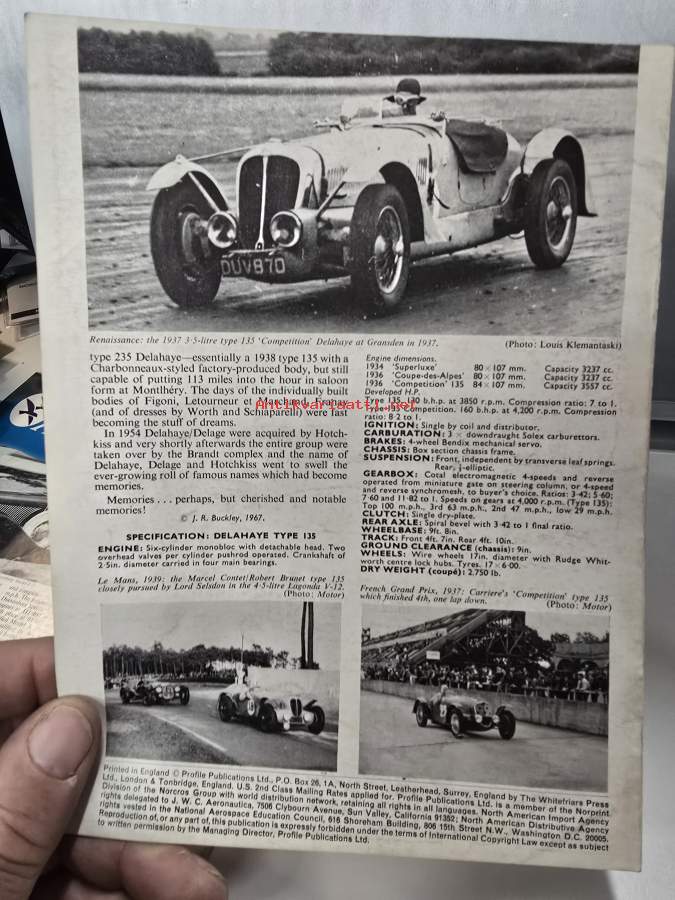 DUV870
Renaissance: the 1937 3·5-litre type 135 'Competition' Delahaye at Gransden in 1937.
(Photo: Louis Klemantaski)
type 235 Delahaye—essentially a 1938 type 135 with a
Charbonneaux-styled factory-produced body, but still
capable of putting 113 miles into the hour in saloon
form at Montlhéry. The days of the individually built
bodies of Figoni, Letourneur et Marchand, Franay
(and of dresses by Worth and Schiaparelli) were fast
becoming the stuff of dreams.
In 1954 Delahaye/Delage were acquired by Hotch-
kiss and very shortly afterwards the entire group were
taken over by the Brandt complex and the name of
Delahaye, Delage and Hotchkiss went to swell the
ever-growing roll of famous names which had become
memories.
Memories . . . perhaps, but cherished and notable
memories!
© J. R. Buckley, 1967.
SPECIFICATION: DELAHAYE TYPE 135
ENGINE: Six-cylinder monobloc with detachable head. Two
overhead valves per cylinder pushrod operated. Crankshaft of
2·5in. diameter carried in four main bearings.
Engine dimensions.
1934 'Superluxe' 80 × 107 mm. Capacity 3237 cc.
1936 'Coupe-des-Alpes' 80 × 107 mm. Capacity 3237 cc.
1936 'Competition' 135 84 × 107 mm. Capacity 3557 cc.
Developed H.P.
Type 135. 130 b.h.p. at 3850 r.p.m. Compression ratio: 7 to 1.
Type 135 Competition. 160 b.h.p. at 4,200 r.p.m. Compression
ratio: 8·2 to 1.
IGNITION: Single by coil and distributor.
CARBURATION: 3 × downdraught Solex carburettors.
BRAKES: 4-wheel Bendix mechanical servo.
CHASSIS: Box section chassis frame.
SUSPENSION: Front, independent by transverse leaf springs.
Rear, ½-elliptic.
GEARBOX: Cotal electromagnetic 4-speeds and reverse
operated from miniature gate on steering column, or 4-speed
and reverse synchromesh, to buyer's choice. Ratios: 3·42; 5·60;
7·60 and 11·82 to 1. Speeds on gears at 4,000 r.p.m. (Type 135):
Top 100 m.p.h., 3rd 63 m.p.h., 2nd 47 m.p.h., low 29 m.p.h.
CLUTCH: Single dry-plate.
REAR AXLE: Spiral bevel with 3·42 to 1 final ratio.
WHEELBASE: 9ft. 8in.
TRACK: Front 4ft. 7in. Rear 4ft. 10in.
GROUND CLEARANCE (chassis): 9in.
WHEELS: Wire wheels 17in. diameter with Rudge Whit-
worth centre lock hubs. Tyres. 17 × 6·00.
DRY WEIGHT (coupé): 2,750 lb.
Antikvariaatti.net
Le Mans, 1939: the Marcel Contet/Robert Brunet type 135
closely pursued by Lord Selsdon in the 4·5-litre Lagonda V-12.
(Photo: Motor)
French Grand Prix, 1937: Carriere's 'Competition' type 135
which finished 4th, one lap down.
(Photo: Motor)
Printed in England © Profile Publications Ltd., P.O. Box 26, 1A, North Street, Leatherhead, Surrey, England by The Whitefriars Press
Ltd., London & Tonbridge, England. U.S. 2nd Class Mailing Rates applied for. Profile Publications Ltd. is a member of the Norprint
Division of the Norcros Group with world distribution network, retaining all rights in all languages. North American Import Agency
rights delegated to J. W. C. Aeronautica, 7506 Clybourn Avenue, Sun Valley, California 91352; North American Distributive Agency
rights vested in the National Aerospace Education Council, 616 Shoreham Building, 806 15th Street N.W., Washington D.C. 20005.
Reproduction of, or any part of, this publication is expressly forbidden under the terms of International Copyright Law except as subject
to written permission by the Managing Director, Profile Publications Ltd.